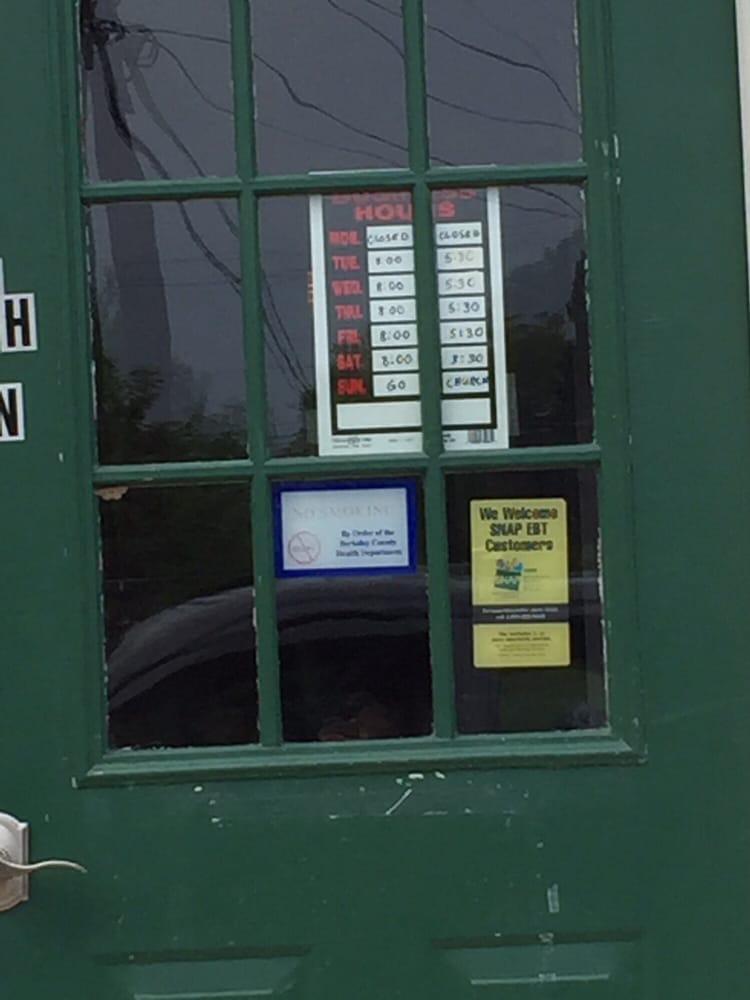 BUSINESS
HOURS
MON. CLOSED CLOSED
TUE. 8:00 5:30
WED. 8:00 5:30
THU. 8:00 5:30
FRI. 8:00 5:30
SAT. 8:00
SUN. GO CHURCH
H
N
NO SMOKING
By Order of the
Berkeley County
Health Department
We Welcome
SNAP EBT
Customers
SNAP